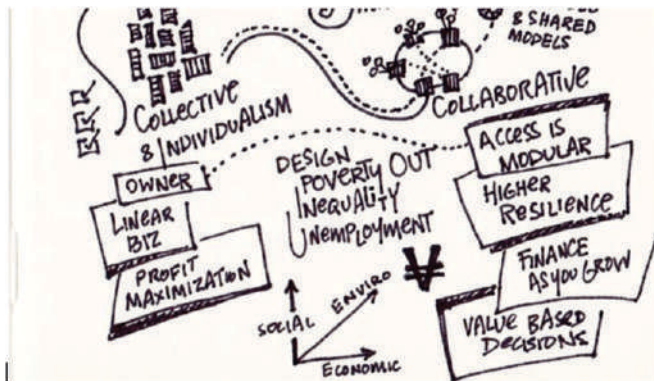 & SHARED
MODELS
COLLECTIVE
& INDIVIDUALISM
COLLABORATIVE
OWNER
LINEAR
BIZ
PROFIT
MAXIMIZATION
DESIGN
POVERTY OUT
INEQUALITY
UNEMPLOYMENT
SOCIAL
ENVIRO
ECONOMIC
ACCESS IS
MODULAR
HIGHER
RESILIENCE
FINANCE
AS YOU GROW
VALUE BASED
DECISIONS